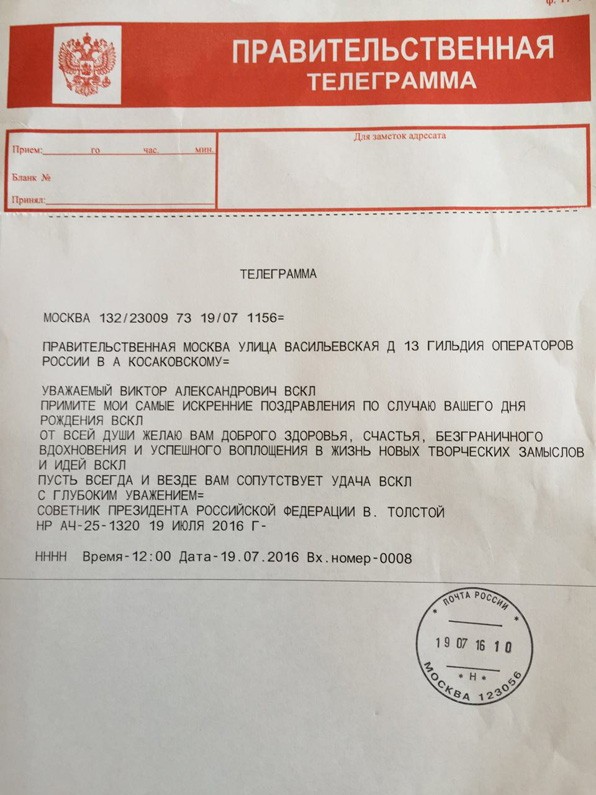 ПРАВИТЕЛЬСТВЕННАЯ
ТЕЛЕГРАММА
Прием: го час. мин.
Бланк №
Принял:
Для заметок адресата
ТЕЛЕГРАММА
МОСКВА 132/23009 73 19/07 1156=
ПРАВИТЕЛЬСТВЕННАЯ МОСКВА УЛИЦА ВАСИЛЬЕВСКАЯ Д 13 ГИЛЬДИЯ ОПЕРАТОРОВ
РОССИИ В А КОСАКОВСКОМУ=
УВАЖАЕМЫЙ ВИКТОР АЛЕКСАНДРОВИЧ ВСКЛ
ПРИМИТЕ МОИ САМЫЕ ИСКРЕННИЕ ПОЗДРАВЛЕНИЯ ПО СЛУЧАЮ ВАШЕГО ДНЯ
РОЖДЕНИЯ ВСКЛ
ОТ ВСЕЙ ДУШИ ЖЕЛАЮ ВАМ ДОБРОГО ЗДОРОВЬЯ, СЧАСТЬЯ, БЕЗГРАНИЧНОГО
ВДОХНОВЕНИЯ И УСПЕШНОГО ВОПЛОЩЕНИЯ В ЖИЗНЬ НОВЫХ ТВОРЧЕСКИХ ЗАМЫСЛОВ
И ИДЕЙ ВСКЛ
ПУСТЬ ВСЕГДА И ВЕЗДЕ ВАМ СОПУТСТВУЕТ УДАЧА ВСКЛ
С ГЛУБОКИМ УВАЖЕНИЕМ=
СОВЕТНИК ПРЕЗИДЕНТА РОССИЙСКОЙ ФЕДЕРАЦИИ В. ТОЛСТОЙ
НР АЧ-25-1320 19 ИЮЛЯ 2016 Г-
НННН Время-12:00 Дата-19.07.2016 Вх.номер-0008
* ПОЧТА РОССИИ *
19 07 16 10
* Н *
МОСКВА 123056